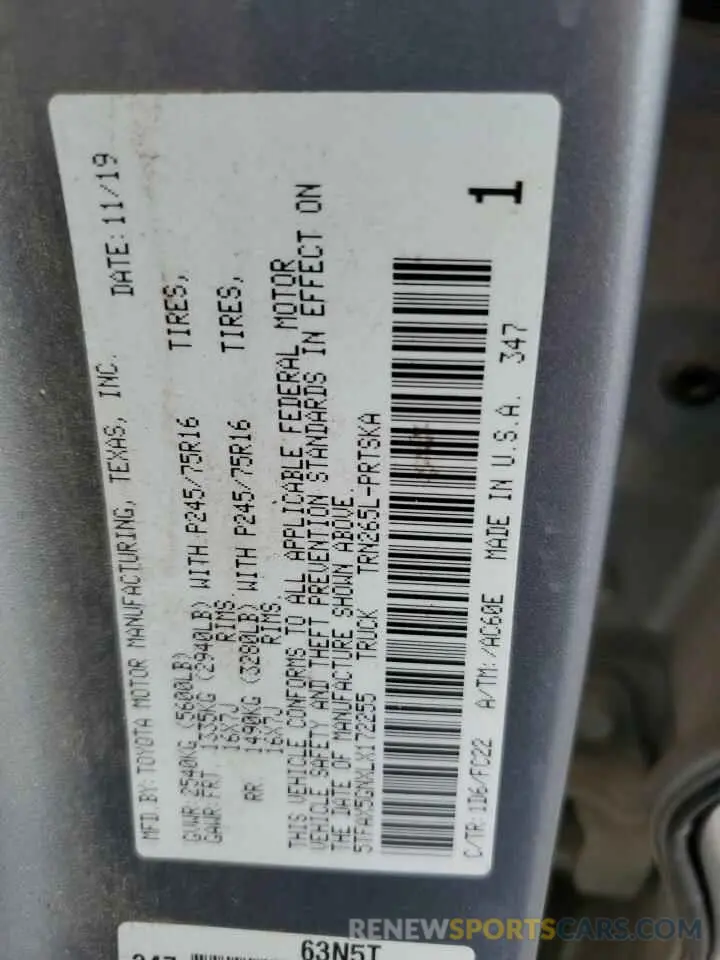 MFD.BY:TOYOTA MOTOR MANUFACTURING, TEXAS, INC. DATE:11/19
GVWR 2540KG (5600LB)
GAWR:FRT. 1335KG (2940LB) WITH P245/75R16 TIRES,
16X7J RIMS
RR. 1490KG (3280LB) WITH P245/75R16 TIRES,
16X7J RIMS
THIS VEHICLE CONFORMS TO ALL APPLICABLE FEDERAL MOTOR
VEHICLE SAFETY AND THEFT PREVENTION STANDARDS IN EFFECT ON
THE DATE OF MANUFACTURE SHOWN ABOVE.
5TFAX5GNXLX172255 TRUCK TRN265L-PRTSKA
1
C/TR:1D6/FC22 A/TM:/AC60E MADE IN U.S.A. 347
63N5T
347
RENEWSPORTSCARS.COM